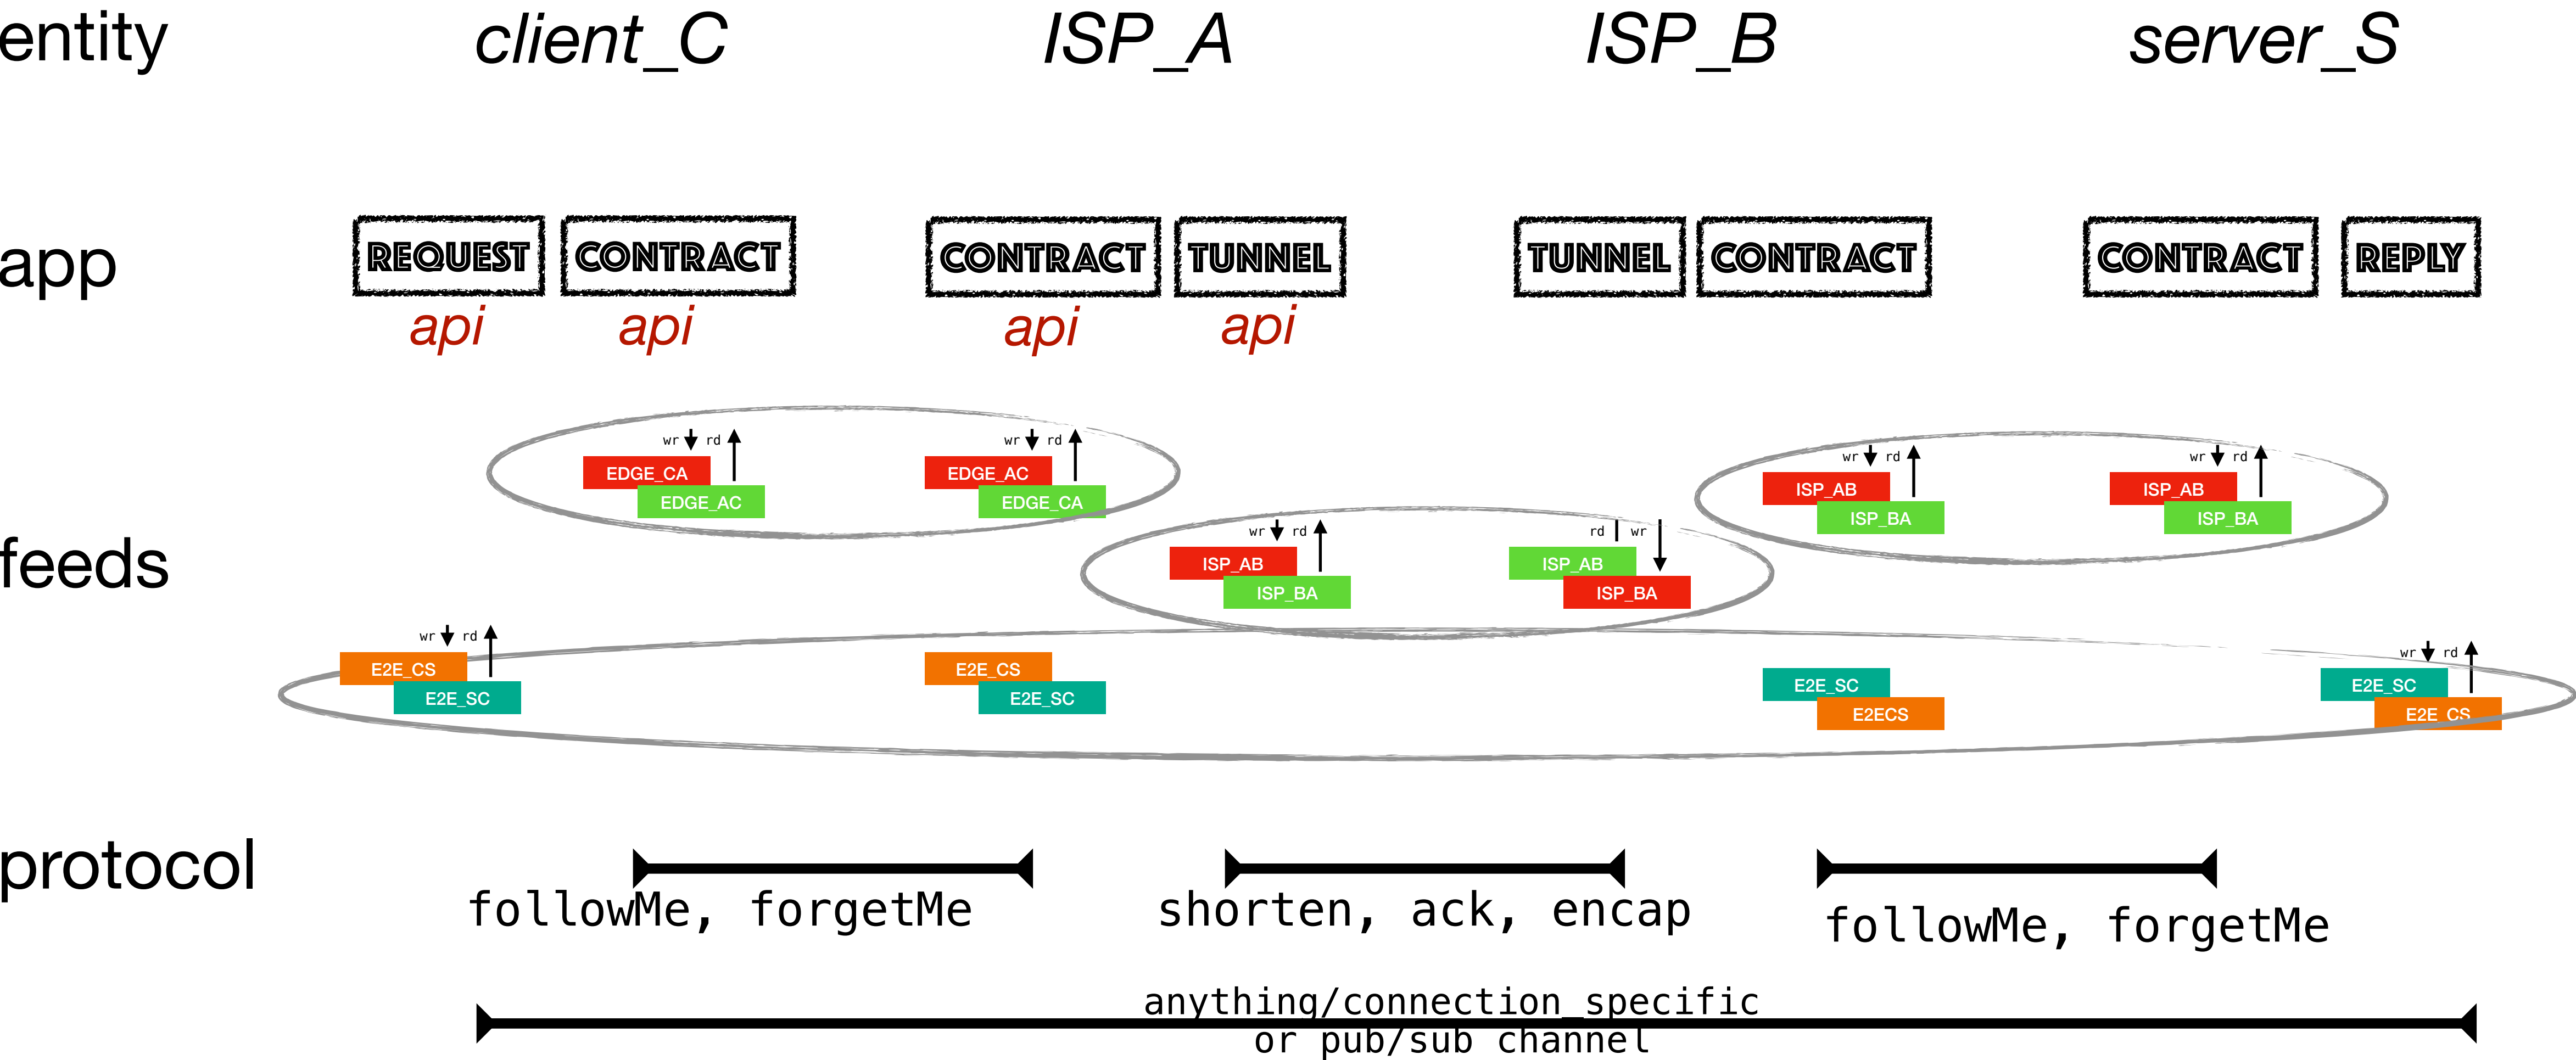 entity client_C ISP_A ISP_B server_S
app REQUEST CONTRACT CONTRACT TUNNEL TUNNEL CONTRACT CONTRACT REPLY
api api api api
wr rd wr rd wr rd wr rd
EDGE_CA EDGE_AC ISP_AB ISP_AB
EDGE_AC EDGE_CA ISP_BA ISP_BA
wr rd rd wr
feeds ISP_AB ISP_AB
ISP_BA ISP_BA
wr rd wr rd
E2E_CS E2E_CS E2E_SC E2E_SC
E2E_SC E2E_SC E2ECS E2E_CS
protocol
followMe, forgetMe shorten, ack, encap followMe, forgetMe
anything/connection_specific
or pub/sub channel